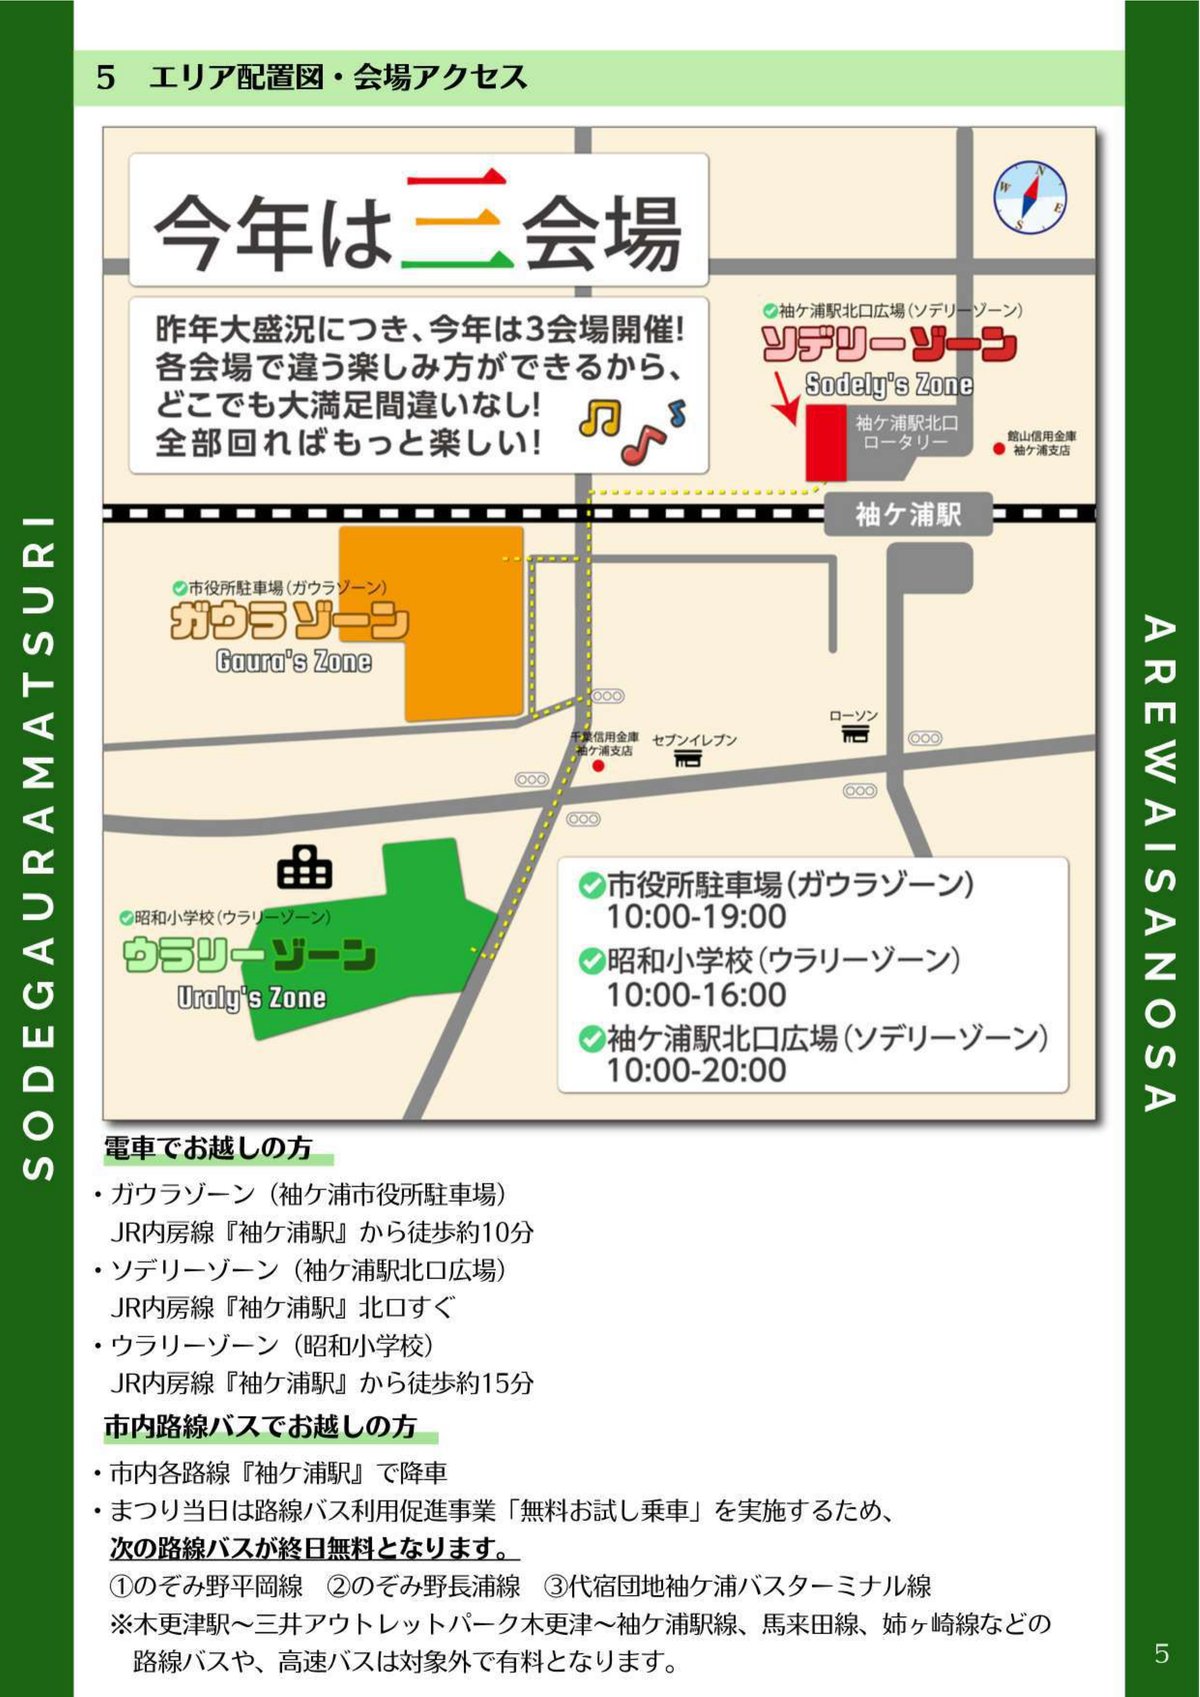 5　エリア配置図・会場アクセス
今年は三会場
昨年大盛況につき、今年は3会場開催!
各会場で違う楽しみ方ができるから、
どこでも大満足間違いなし!
全部回ればもっと楽しい!
N
W
E
S
袖ケ浦駅北口広場(ソデリーゾーン)
ソデリーゾーン
Sodely's Zone
袖ケ浦駅北口
ロータリー
館山信用金庫
袖ケ浦支店
袖ケ浦駅
市役所駐車場(ガウラゾーン)
ガウラゾーン
Gaura's Zone
千葉信用金庫
袖ケ浦支店
セブンイレブン
ローソン
昭和小学校(ウラリーゾーン)
ウラリーゾーン
Uraly's Zone
市役所駐車場(ガウラゾーン)
10:00-19:00
昭和小学校(ウラリーゾーン)
10:00-16:00
袖ケ浦駅北口広場(ソデリーゾーン)
10:00-20:00
電車でお越しの方
・ガウラゾーン（袖ケ浦市役所駐車場）
JR内房線『袖ケ浦駅』から徒歩約10分
・ソデリーゾーン（袖ケ浦駅北口広場）
JR内房線『袖ケ浦駅』北口すぐ
・ウラリーゾーン（昭和小学校）
JR内房線『袖ケ浦駅』から徒歩約15分
市内路線バスでお越しの方
・市内各路線『袖ケ浦駅』で降車
・まつり当日は路線バス利用促進事業「無料お試し乗車」を実施するため、
次の路線バスが終日無料となります。
①のぞみ野平岡線　②のぞみ野長浦線　③代宿団地袖ケ浦バスターミナル線
※木更津駅～三井アウトレットパーク木更津～袖ケ浦駅線、馬来田線、姉ヶ崎線などの
路線バスや、高速バスは対象外で有料となります。
SODEGAURAMATSURI
AREWAISANOSA
5